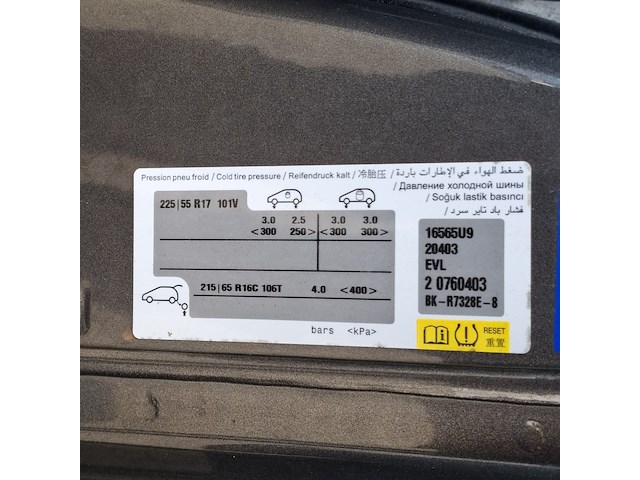 Pression pneu froid / Cold tire pressure / Reifendruck kalt / 冷胎压 / ضغط الهواء في الإطارات باردة
/ Давление холодной шины
/ Soğuk lastik basıncı
/ فشار باد تاير سرد
225|55 R17 101V
3.0 2.5 3.0 3.0
<300 250> <300 300>
215|65 R16C 106T 4.0 <400>
bars <kPa>
16565U9
20403
EVL
2 0760403
BK-R7328E-8
RESET
重置